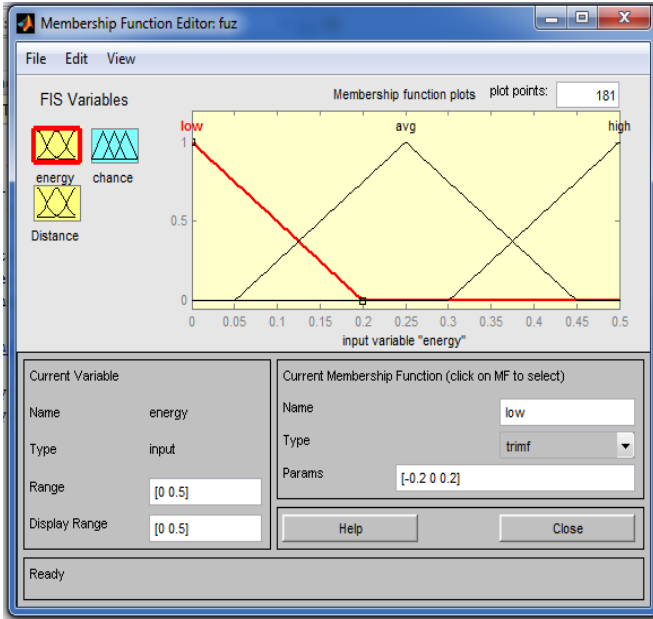 Membership Function Editor: fuz
File Edit View
FIS Variables
Membership function plots plot points: 181
energy chance
Distance
low avg high
1
0.5
0
0 0.05 0.1 0.15 0.2 0.25 0.3 0.35 0.4 0.45 0.5
input variable "energy"
Current Variable
Name energy
Type input
Range [0 0.5]
Display Range [0 0.5]
Current Membership Function (click on MF to select)
Name low
Type trimf
Params [-0.2 0 0.2]
Help Close
Ready